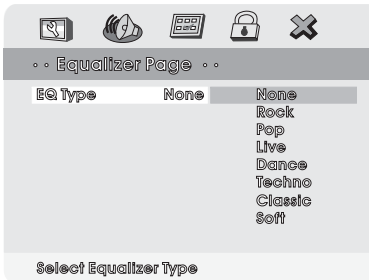 •• Equalizer Page ••
EQ Type None None
Rock
Pop
Live
Dance
Techno
Classic
Soft
Select Equalizer Type